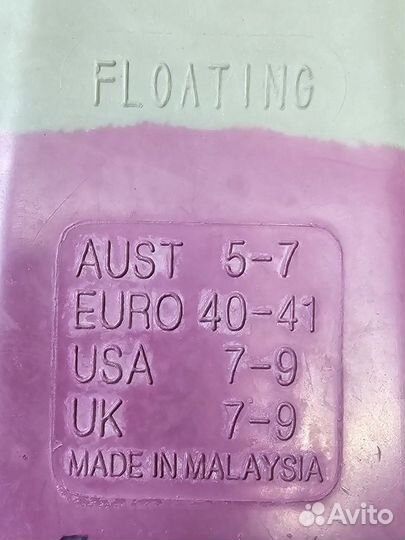 FLOATING
AUST 5-7
EURO 40-41
USA 7-9
UK 7-9
MADE IN MALAYSIA
Avito